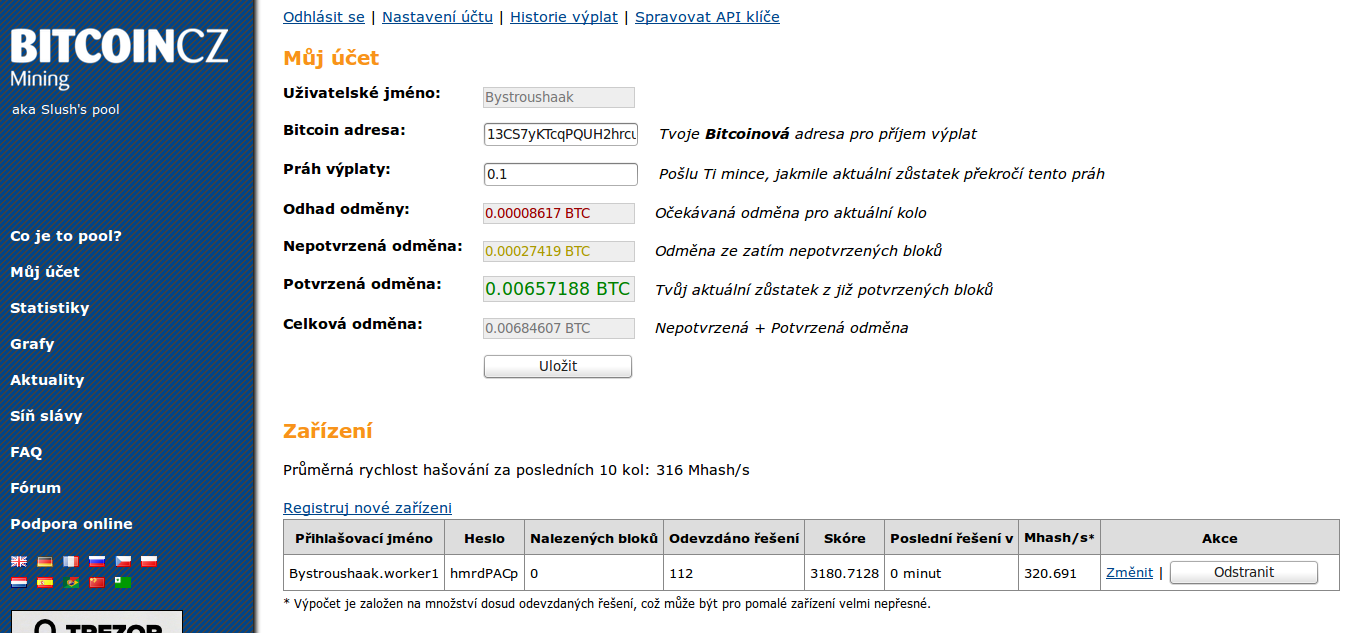 BITCOINCZ
Mining
aka Slush's pool
Co je to pool?
Můj účet
Statistiky
Grafy
Aktuality
Síň slávy
FAQ
Fórum
Podpora online
TREZOR
Odhlásit se | Nastavení účtu | Historie výplat | Spravovat API klíče
Můj účet
Uživatelské jméno: Bystroushaak
Bitcoin adresa: 13CS7yKTcqPQUH2hrcu Tvoje Bitcoinová adresa pro příjem výplat
Práh výplaty: 0.1 Pošlu Ti mince, jakmile aktuální zůstatek překročí tento práh
Odhad odměny: 0.00008617 BTC Očekávaná odměna pro aktuální kolo
Nepotvrzená odměna: 0.00027419 BTC Odměna ze zatím nepotvrzených bloků
Potvrzená odměna: 0.00657188 BTC Tvůj aktuální zůstatek z již potvrzených bloků
Celková odměna: 0.00684607 BTC Nepotvrzená + Potvrzená odměna
Uložit
Zařízení
Průměrná rychlost hašování za posledních 10 kol: 316 Mhash/s
Registruj nové zařízeni
Přihlašovací jméno Heslo Nalezených bloků Odevzdáno řešení Skóre Poslední řešení v Mhash/s* Akce
Bystroushaak.worker1 hmrdPACp 0 112 3180.7128 0 minut 320.691 Změnit | Odstranit
* Výpočet je založen na množství dosud odevzdaných řešení, což může být pro pomalé zařízení velmi nepřesné.